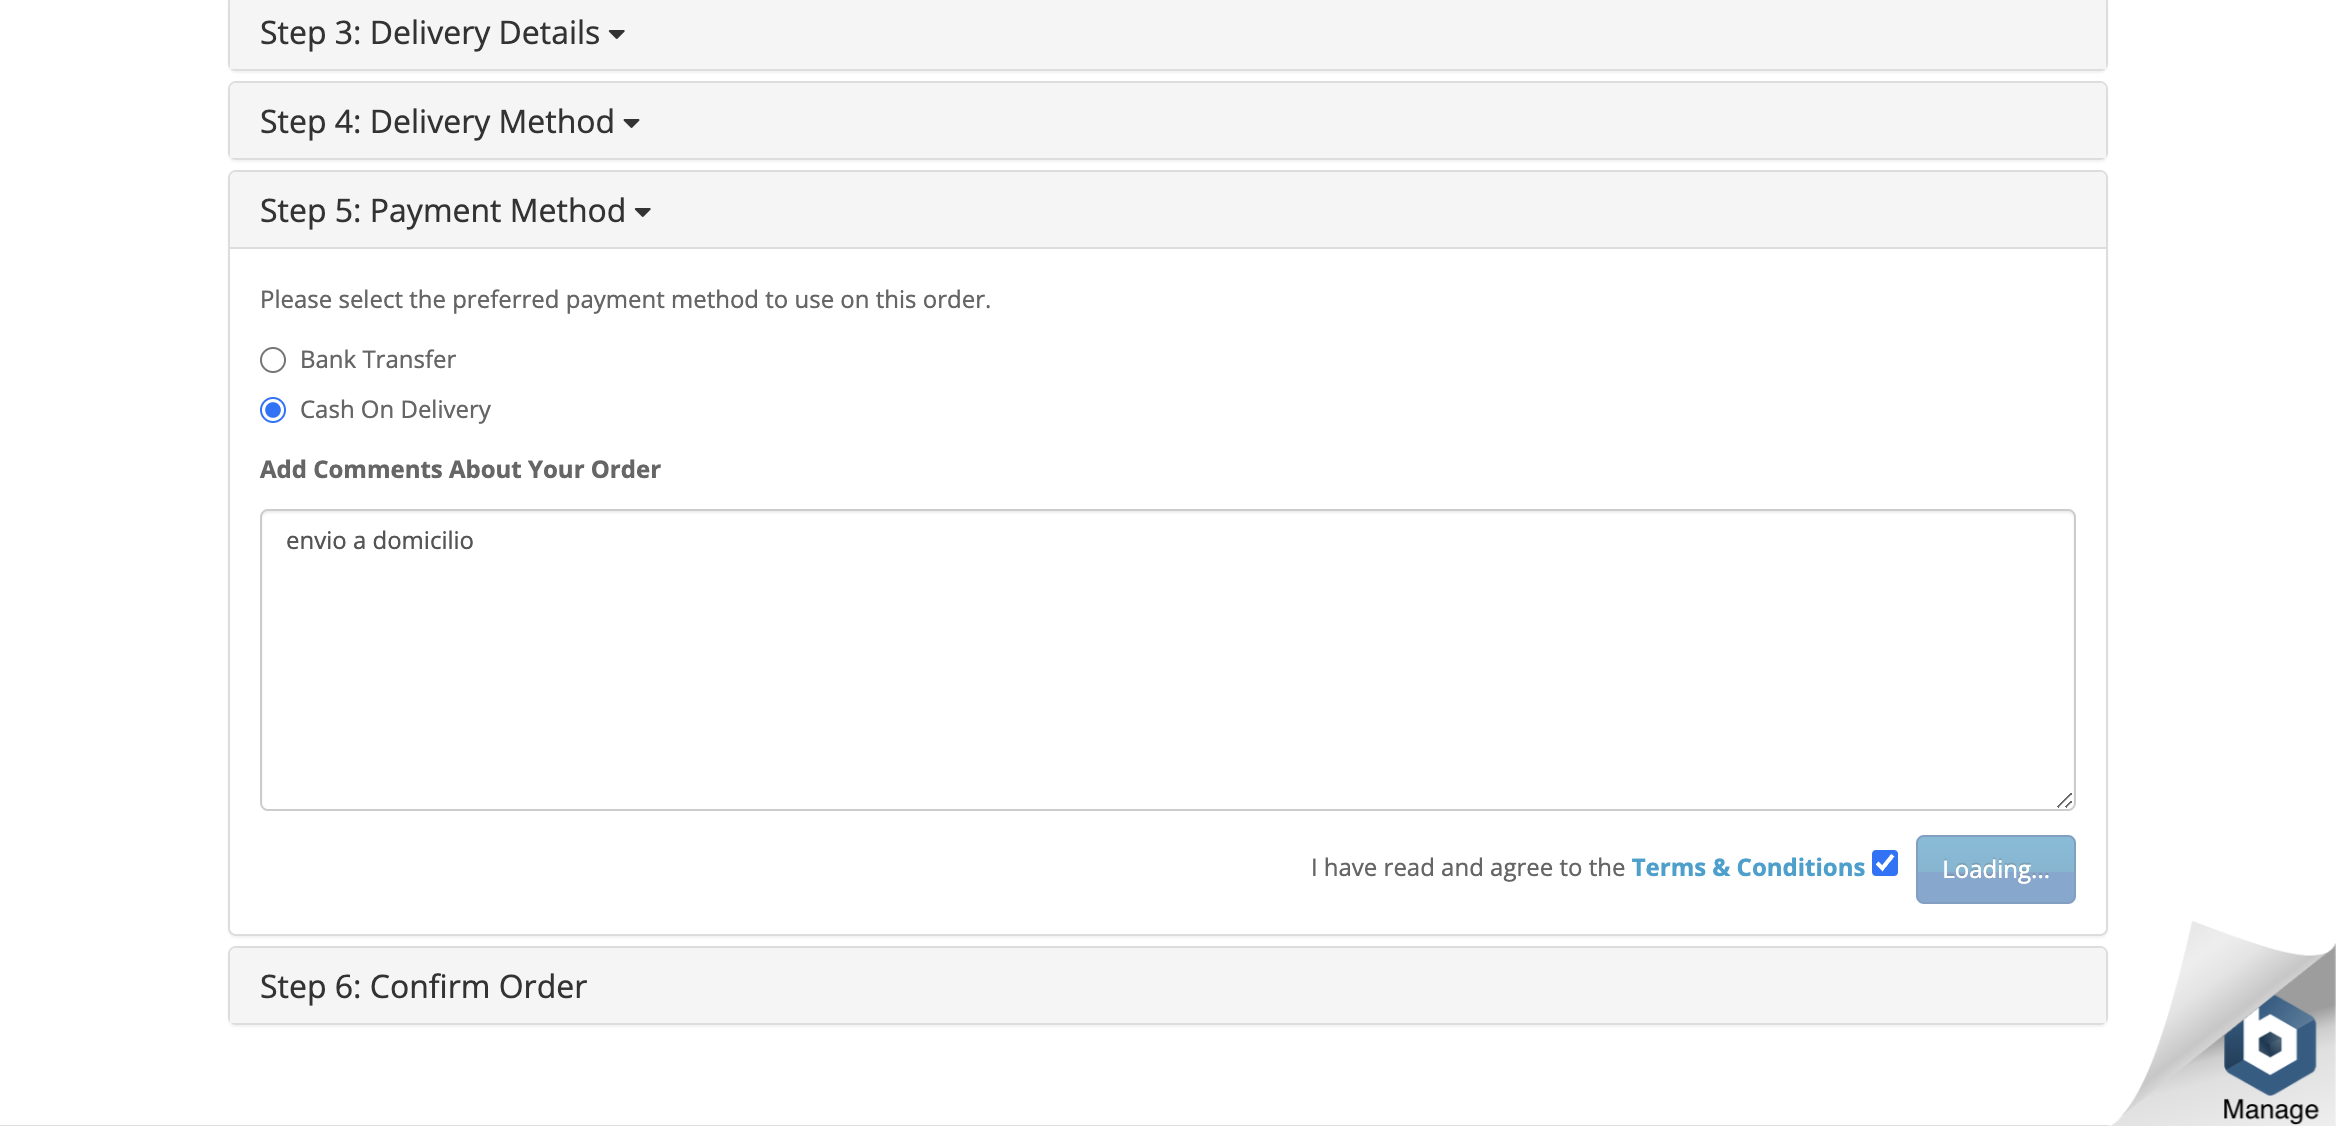 Step 3: Delivery Details
Step 4: Delivery Method
Step 5: Payment Method
Please select the preferred payment method to use on this order.
Bank Transfer
Cash On Delivery
Add Comments About Your Order
envio a domicilio
I have read and agree to the Terms & Conditions
Loading...
Step 6: Confirm Order
b
Manage